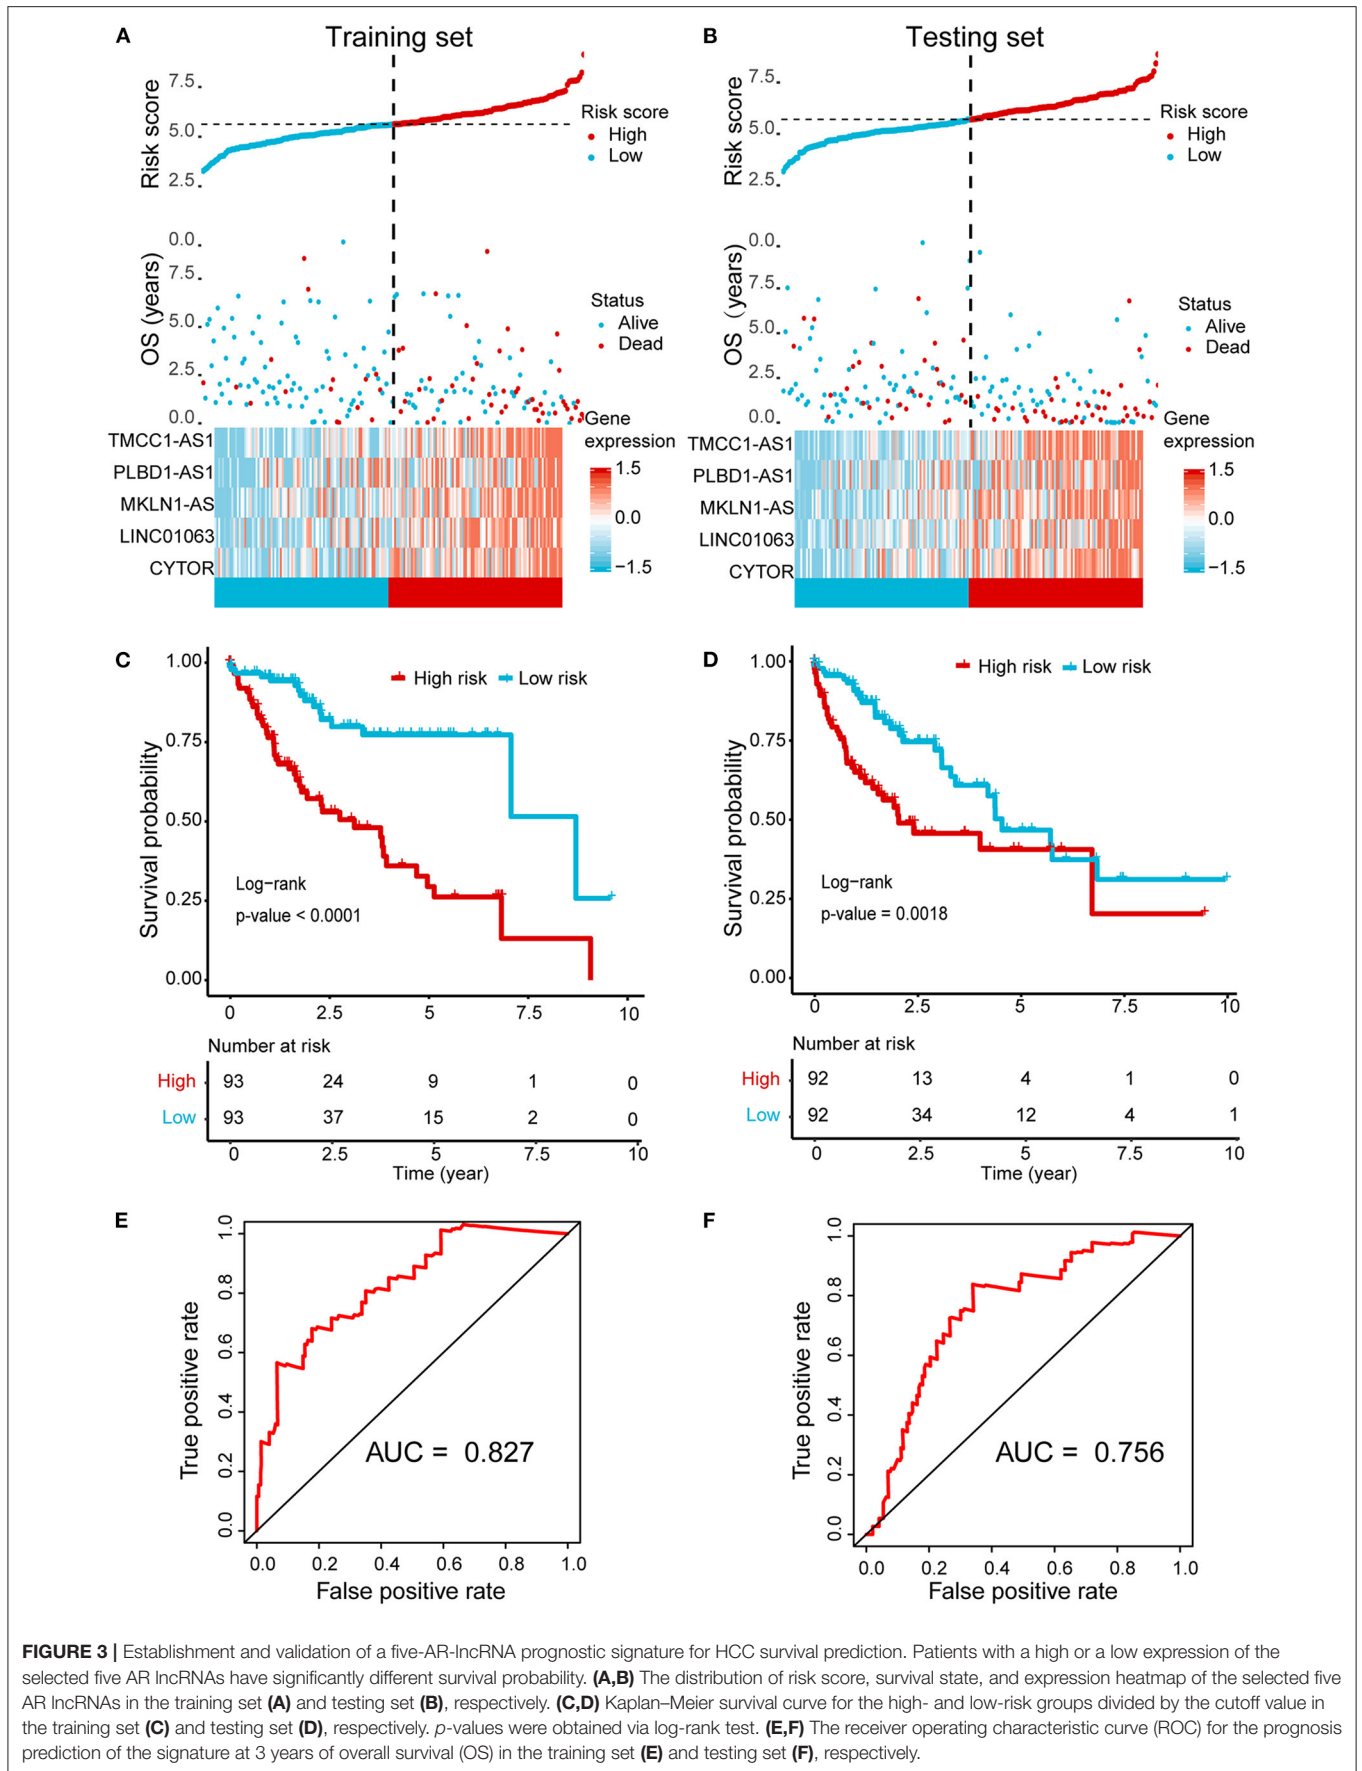 A
Training set
Risk score
7.5
5.0
2.5
Risk score
High
Low
OS (years)
0.0
7.5
5.0
2.5
0.0
Status
Alive
Dead
Gene
expression
1.5
0.0
−1.5
TMCC1-AS1
PLBD1-AS1
MKLN1-AS
LINC01063
CYTOR
B
Testing set
Risk score
7.5
5.0
2.5
Risk score
High
Low
OS (years)
0.0
7.5
5.0
2.5
0.0
Status
Alive
Dead
Gene
expression
1.5
0.0
−1.5
TMCC1-AS1
PLBD1-AS1
MKLN1-AS
LINC01063
CYTOR
C
Survival probability
1.00
0.75
0.50
0.25
0.00
High risk Low risk
Log−rank
p-value < 0.0001
0 2.5 5 7.5 10
Number at risk
High 93 24 9 1 0
Low 93 37 15 2 0
0 2.5 5 7.5 10
Time (year)
D
Survival probability
1.00
0.75
0.50
0.25
0.00
High risk Low risk
Log−rank
p-value = 0.0018
0 2.5 5 7.5 10
Number at risk
High 92 13 4 1 0
Low 92 34 12 4 1
0 2.5 5 7.5 10
Time (year)
E
True positive rate
1.0
0.8
0.6
0.4
0.2
0.0
AUC = 0.827
0.0 0.2 0.4 0.6 0.8 1.0
False positive rate
F
True positive rate
1.0
0.8
0.6
0.4
0.2
0.0
AUC = 0.756
0.0 0.2 0.4 0.6 0.8 1.0
False positive rate
FIGURE 3 | Establishment and validation of a five-AR-lncRNA prognostic signature for HCC survival prediction. Patients with a high or a low expression of the
selected five AR lncRNAs have significantly different survival probability. (A,B) The distribution of risk score, survival state, and expression heatmap of the selected five
AR lncRNAs in the training set (A) and testing set (B), respectively. (C,D) Kaplan–Meier survival curve for the high- and low-risk groups divided by the cutoff value in
the training set (C) and testing set (D), respectively. p-values were obtained via log-rank test. (E,F) The receiver operating characteristic curve (ROC) for the prognosis
prediction of the signature at 3 years of overall survival (OS) in the training set (E) and testing set (F), respectively.